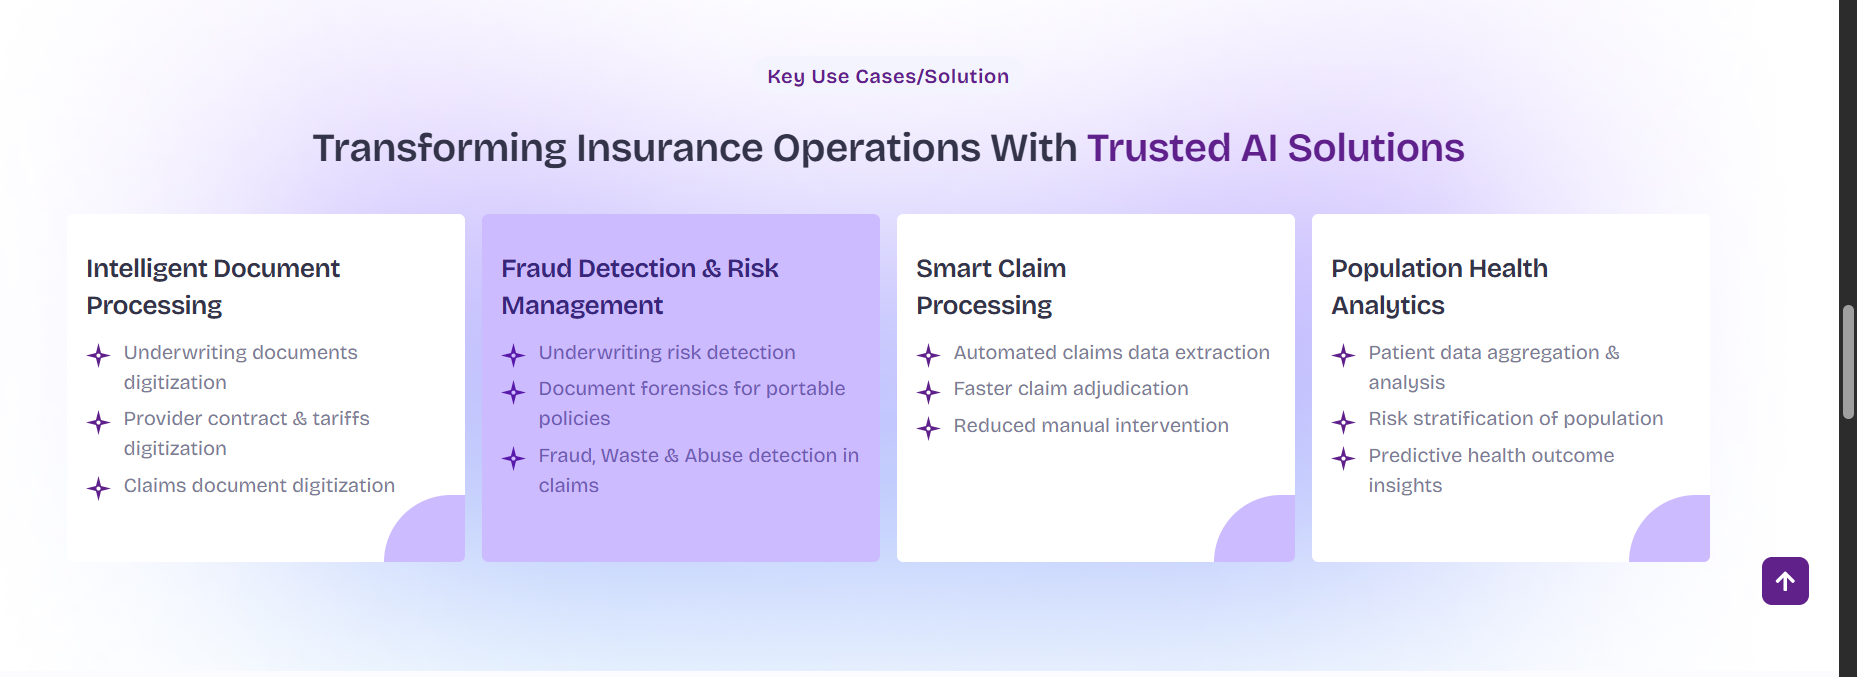 Key Use Cases/Solution
Transforming Insurance Operations With Trusted AI Solutions
Intelligent Document
Processing
Underwriting documents
digitization
Provider contract & tariffs
digitization
Claims document digitization
Fraud Detection & Risk
Management
Underwriting risk detection
Document forensics for portable
policies
Fraud, Waste & Abuse detection in
claims
Smart Claim
Processing
Automated claims data extraction
Faster claim adjudication
Reduced manual intervention
Population Health
Analytics
Patient data aggregation &
analysis
Risk stratification of population
Predictive health outcome
insights